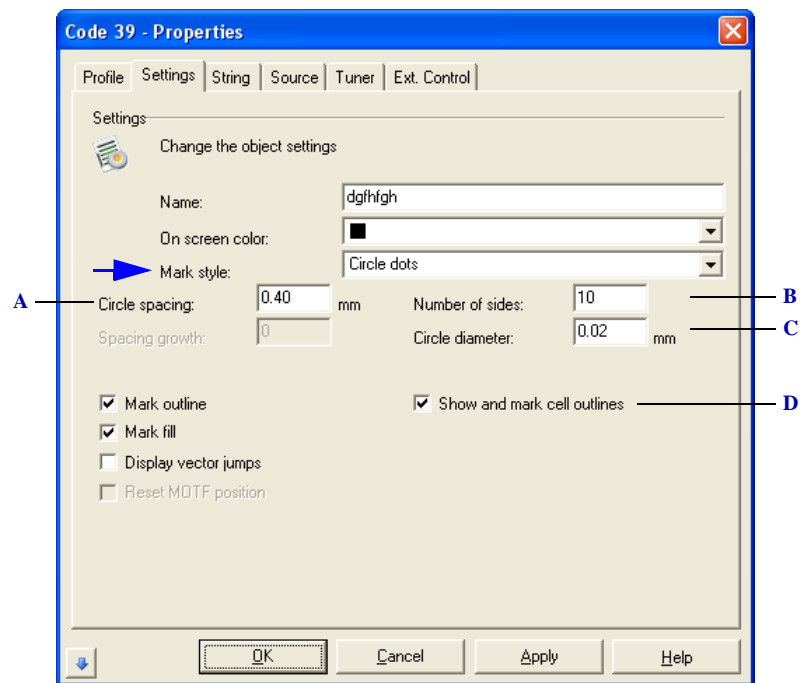 Code 39 - Properties
Profile Settings String Source Tuner Ext. Control
Settings
Change the object settings
Name: dgfhfgh
On screen color:
Mark style: Circle dots
A Circle spacing: 0.40 mm Number of sides: 10 B
Spacing growth: 0 Circle diameter: 0.02 mm C
Mark outline Show and mark cell outlines D
Mark fill
Display vector jumps
Reset MOTF position
OK Cancel Apply Help